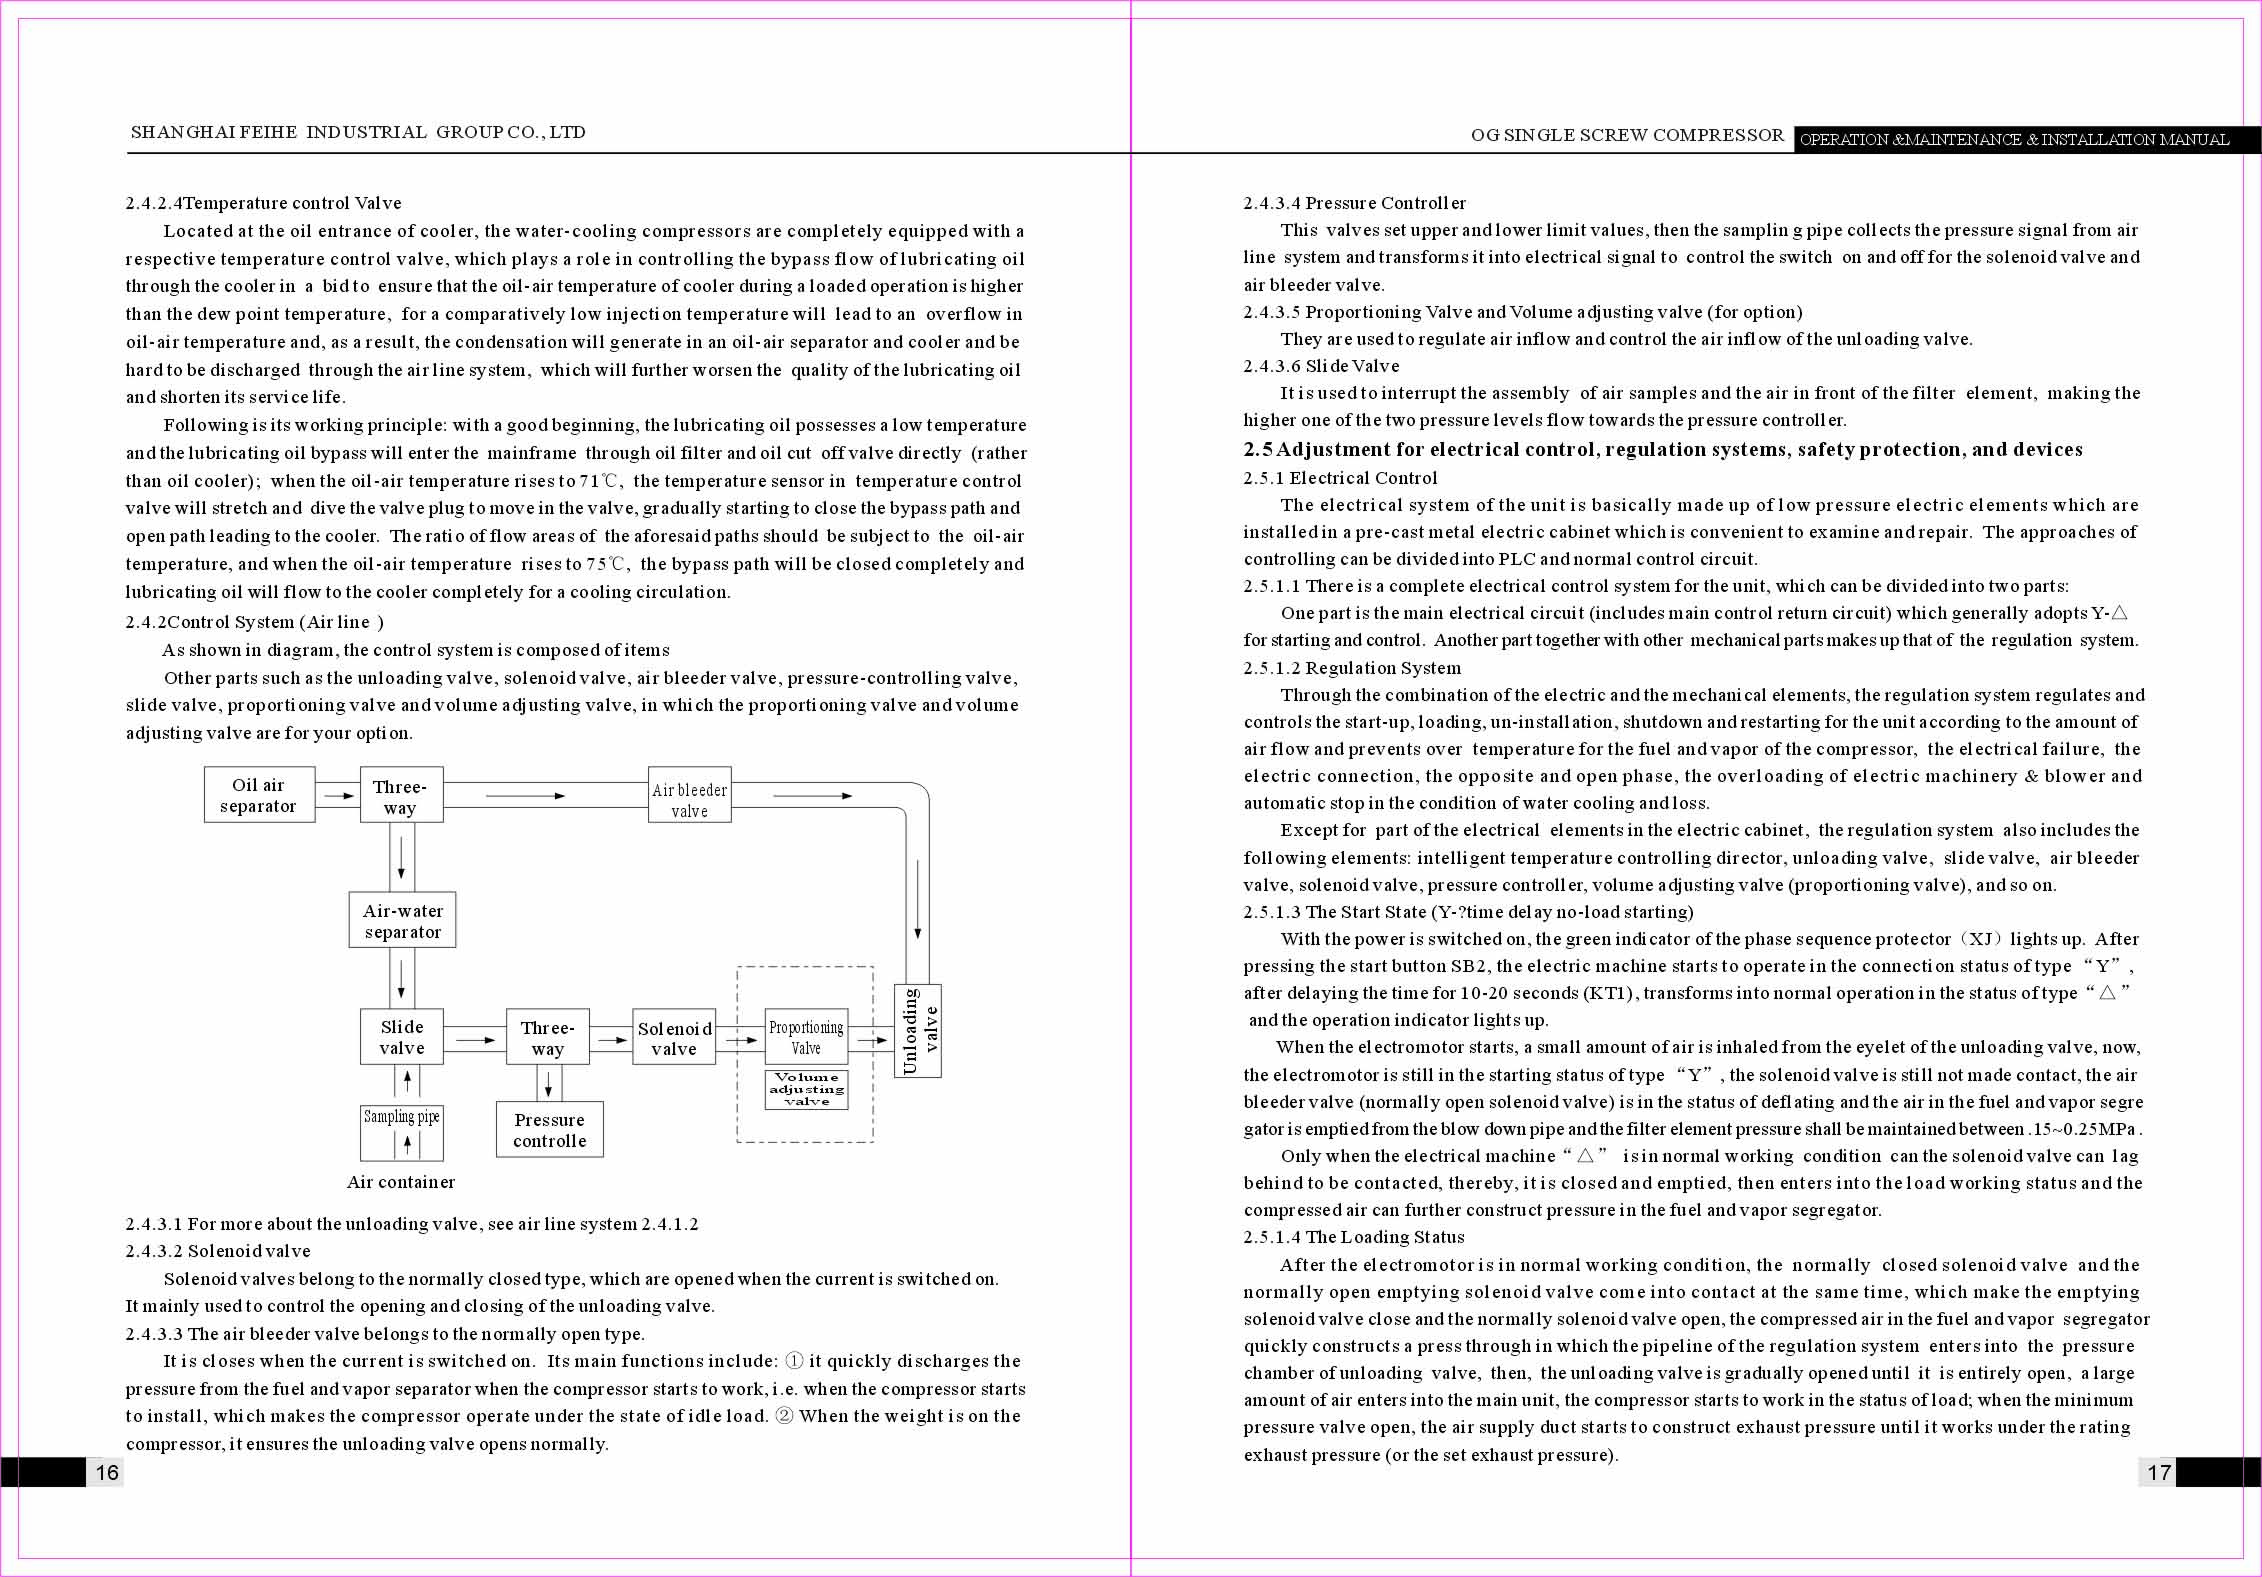 SHANGHAI FEIHE INDUSTRIAL GROUP CO., LTD
2.4.2.4Temperature control Valve
Located at the oil entrance of cooler, the water-cooling compressors are completely equipped with a
respective temperature control valve, which plays a role in controlling the bypass flow of lubricating oil
through the cooler in a bid to ensure that the oil-air temperature of cooler during a loaded operation is higher
than the dew point temperature, for a comparatively low injection temperature will lead to an overflow in
oil-air temperature and, as a result, the condensation will generate in an oil-air separator and cooler and be
hard to be discharged through the air line system, which will further worsen the quality of the lubricating oil
and shorten its service life.
Following is its working principle: with a good beginning, the lubricating oil possesses a low temperature
and the lubricating oil bypass will enter the mainframe through oil filter and oil cut off valve directly (rather
than oil cooler); when the oil-air temperature rises to 71℃, the temperature sensor in temperature control
valve will stretch and dive the valve plug to move in the valve, gradually starting to close the bypass path and
open path leading to the cooler. The ratio of flow areas of the aforesaid paths should be subject to the oil-air
temperature, and when the oil-air temperature rises to 75℃, the bypass path will be closed completely and
lubricating oil will flow to the cooler completely for a cooling circulation.
2.4.2Control System (Air line )
As shown in diagram, the control system is composed of items
Other parts such as the unloading valve, solenoid valve, air bleeder valve, pressure-controlling valve,
slide valve, proportioning valve and volume adjusting valve, in which the proportioning valve and volume
adjusting valve are for your option.
Oil air
separator
Three-
way
Air bleeder
valve
Air-water
separator
Slide
valve
Three-
way
Solenoid
valve
Proportioning
Valve
Volume
adjusting
valve
Unloading
valve
Sampling pipe
Pressure
controlle
Air container
2.4.3.1 For more about the unloading valve, see air line system 2.4.1.2
2.4.3.2 Solenoid valve
Solenoid valves belong to the normally closed type, which are opened when the current is switched on.
It mainly used to control the opening and closing of the unloading valve.
2.4.3.3 The air bleeder valve belongs to the normally open type.
It is closes when the current is switched on. Its main functions include: ① it quickly discharges the
pressure from the fuel and vapor separator when the compressor starts to work, i.e. when the compressor starts
to install, which makes the compressor operate under the state of idle load. ② When the weight is on the
compressor, it ensures the unloading valve opens normally.
16
OG SINGLE SCREW COMPRESSOR OPERATION &MAINTENANCE & INSTALLATION MANUAL
2.4.3.4 Pressure Controller
This valves set upper and lower limit values, then the samplin g pipe collects the pressure signal from air
line system and transforms it into electrical signal to control the switch on and off for the solenoid valve and
air bleeder valve.
2.4.3.5 Proportioning Valve and Volume adjusting valve (for option)
They are used to regulate air inflow and control the air inflow of the unloading valve.
2.4.3.6 Slide Valve
It is used to interrupt the assembly of air samples and the air in front of the filter element, making the
higher one of the two pressure levels flow towards the pressure controller.
2.5 Adjustment for electrical control, regulation systems, safety protection, and devices
2.5.1 Electrical Control
The electrical system of the unit is basically made up of low pressure electric elements which are
installed in a pre-cast metal electric cabinet which is convenient to examine and repair. The approaches of
controlling can be divided into PLC and normal control circuit.
2.5.1.1 There is a complete electrical control system for the unit, which can be divided into two parts:
One part is the main electrical circuit (includes main control return circuit) which generally adopts Y-△
for starting and control. Another part together with other mechanical parts makes up that of the regulation system.
2.5.1.2 Regulation System
Through the combination of the electric and the mechanical elements, the regulation system regulates and
controls the start-up, loading, un-installation, shutdown and restarting for the unit according to the amount of
air flow and prevents over temperature for the fuel and vapor of the compressor, the electrical failure, the
electric connection, the opposite and open phase, the overloading of electric machinery & blower and
automatic stop in the condition of water cooling and loss.
Except for part of the electrical elements in the electric cabinet, the regulation system also includes the
following elements: intelligent temperature controlling director, unloading valve, slide valve, air bleeder
valve, solenoid valve, pressure controller, volume adjusting valve (proportioning valve), and so on.
2.5.1.3 The Start State (Y-?time delay no-load starting)
With the power is switched on, the green indicator of the phase sequence protector（XJ）lights up. After
pressing the start button SB2, the electric machine starts to operate in the connection status of type “Y”,
after delaying the time for 10-20 seconds (KT1), transforms into normal operation in the status of type “△”
and the operation indicator lights up.
When the electromotor starts, a small amount of air is inhaled from the eyelet of the unloading valve, now,
the electromotor is still in the starting status of type “Y”, the solenoid valve is still not made contact, the air
bleeder valve (normally open solenoid valve) is in the status of deflating and the air in the fuel and vapor segre
gator is emptied from the blow down pipe and the filter element pressure shall be maintained between .15~0.25MPa.
Only when the electrical machine “△” is in normal working condition can the solenoid valve can lag
behind to be contacted, thereby, it is closed and emptied, then enters into the load working status and the
compressed air can further construct pressure in the fuel and vapor segregator.
2.5.1.4 The Loading Status
After the electromotor is in normal working condition, the normally closed solenoid valve and the
normally open emptying solenoid valve come into contact at the same time, which make the emptying
solenoid valve close and the normally solenoid valve open, the compressed air in the fuel and vapor segregator
quickly constructs a press through in which the pipeline of the regulation system enters into the pressure
chamber of unloading valve, then, the unloading valve is gradually opened until it is entirely open, a large
amount of air enters into the main unit, the compressor starts to work in the status of load; when the minimum
pressure valve open, the air supply duct starts to construct exhaust pressure until it works under the rating
exhaust pressure (or the set exhaust pressure).
17